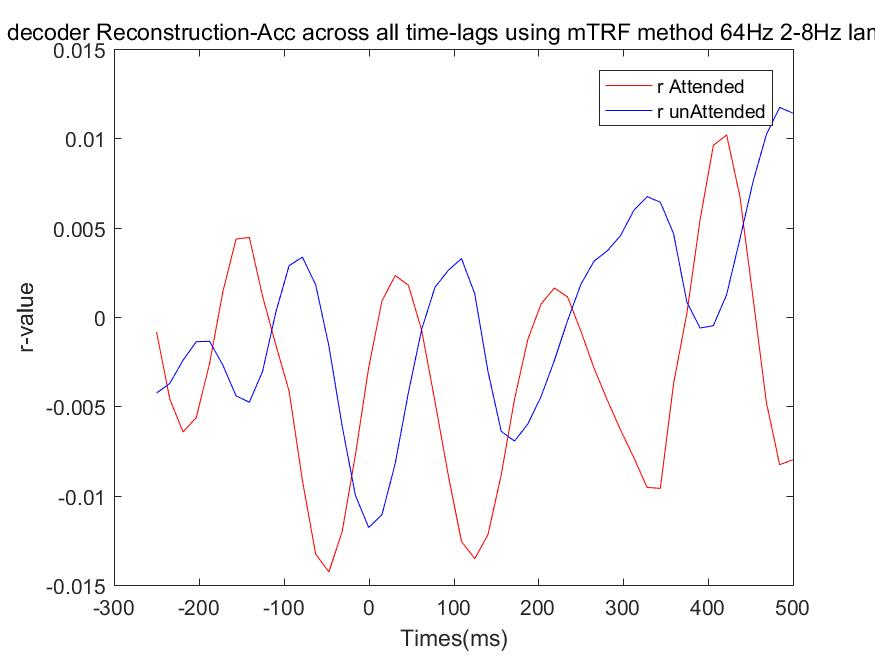 decoder Reconstruction-Acc across all time-lags using mTRF method 64Hz 2-8Hz lam
0.015
r Attended
r unAttended
0.01
0.005
0
-0.005
-0.01
-0.015
r-value
-300 -200 -100 0 100 200 300 400 500
Times(ms)